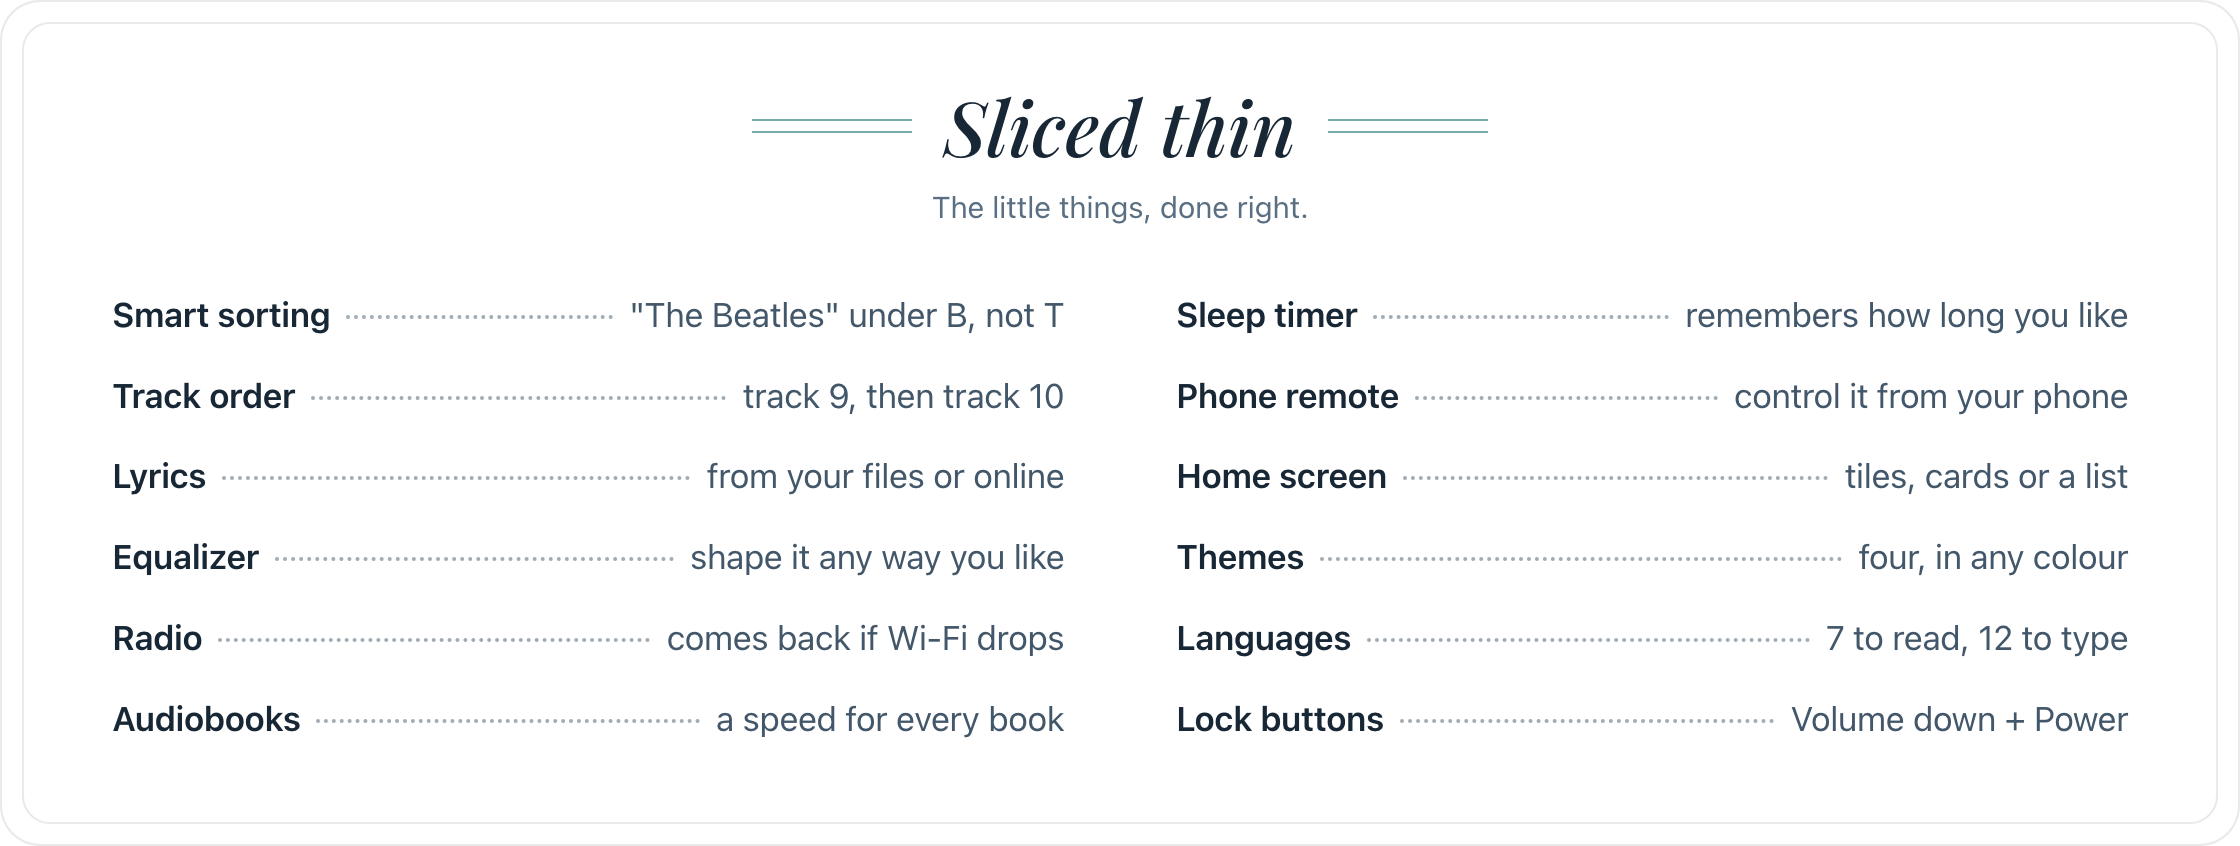 Sliced thin
The little things, done right.
Smart sorting "The Beatles" under B, not T
Track order track 9, then track 10
Lyrics from your files or online
Equalizer shape it any way you like
Radio comes back if Wi-Fi drops
Audiobooks a speed for every book
Sleep timer remembers how long you like
Phone remote control it from your phone
Home screen tiles, cards or a list
Themes four, in any colour
Languages 7 to read, 12 to type
Lock buttons Volume down + Power